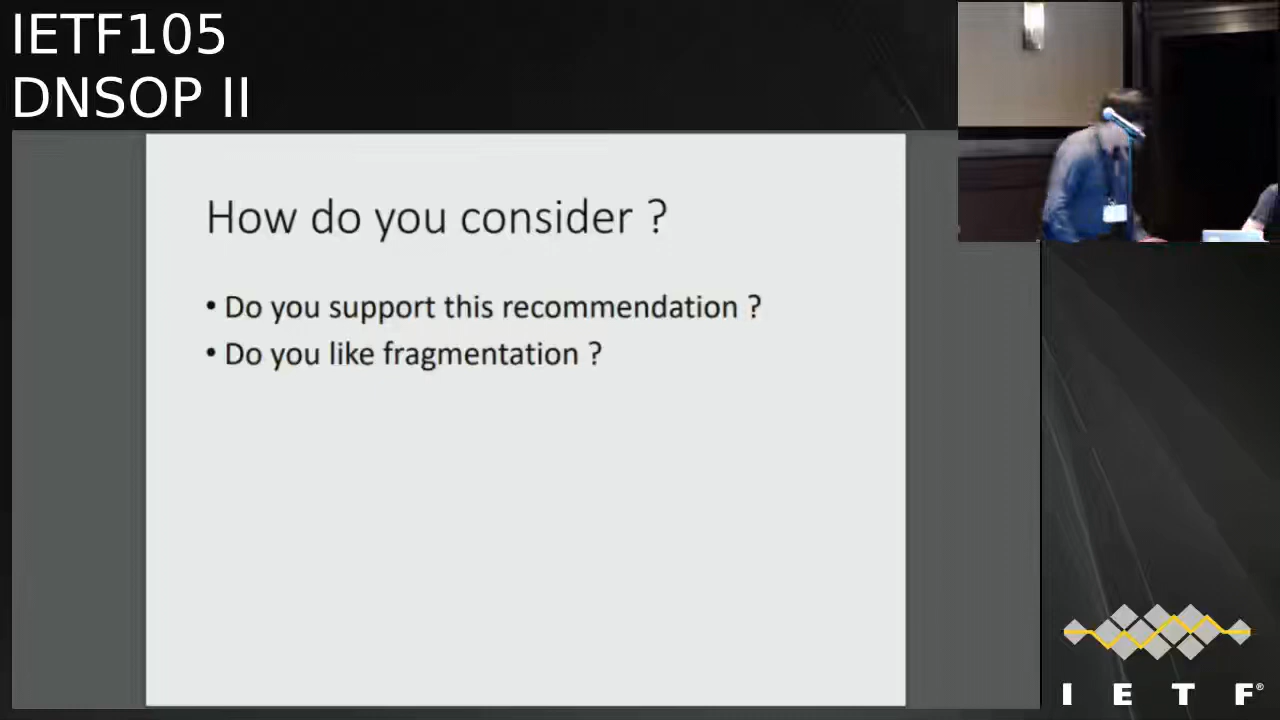 IETF105
DNSOP II
How do you consider ?
• Do you support this recommendation ?
• Do you like fragmentation ?
I E T F®